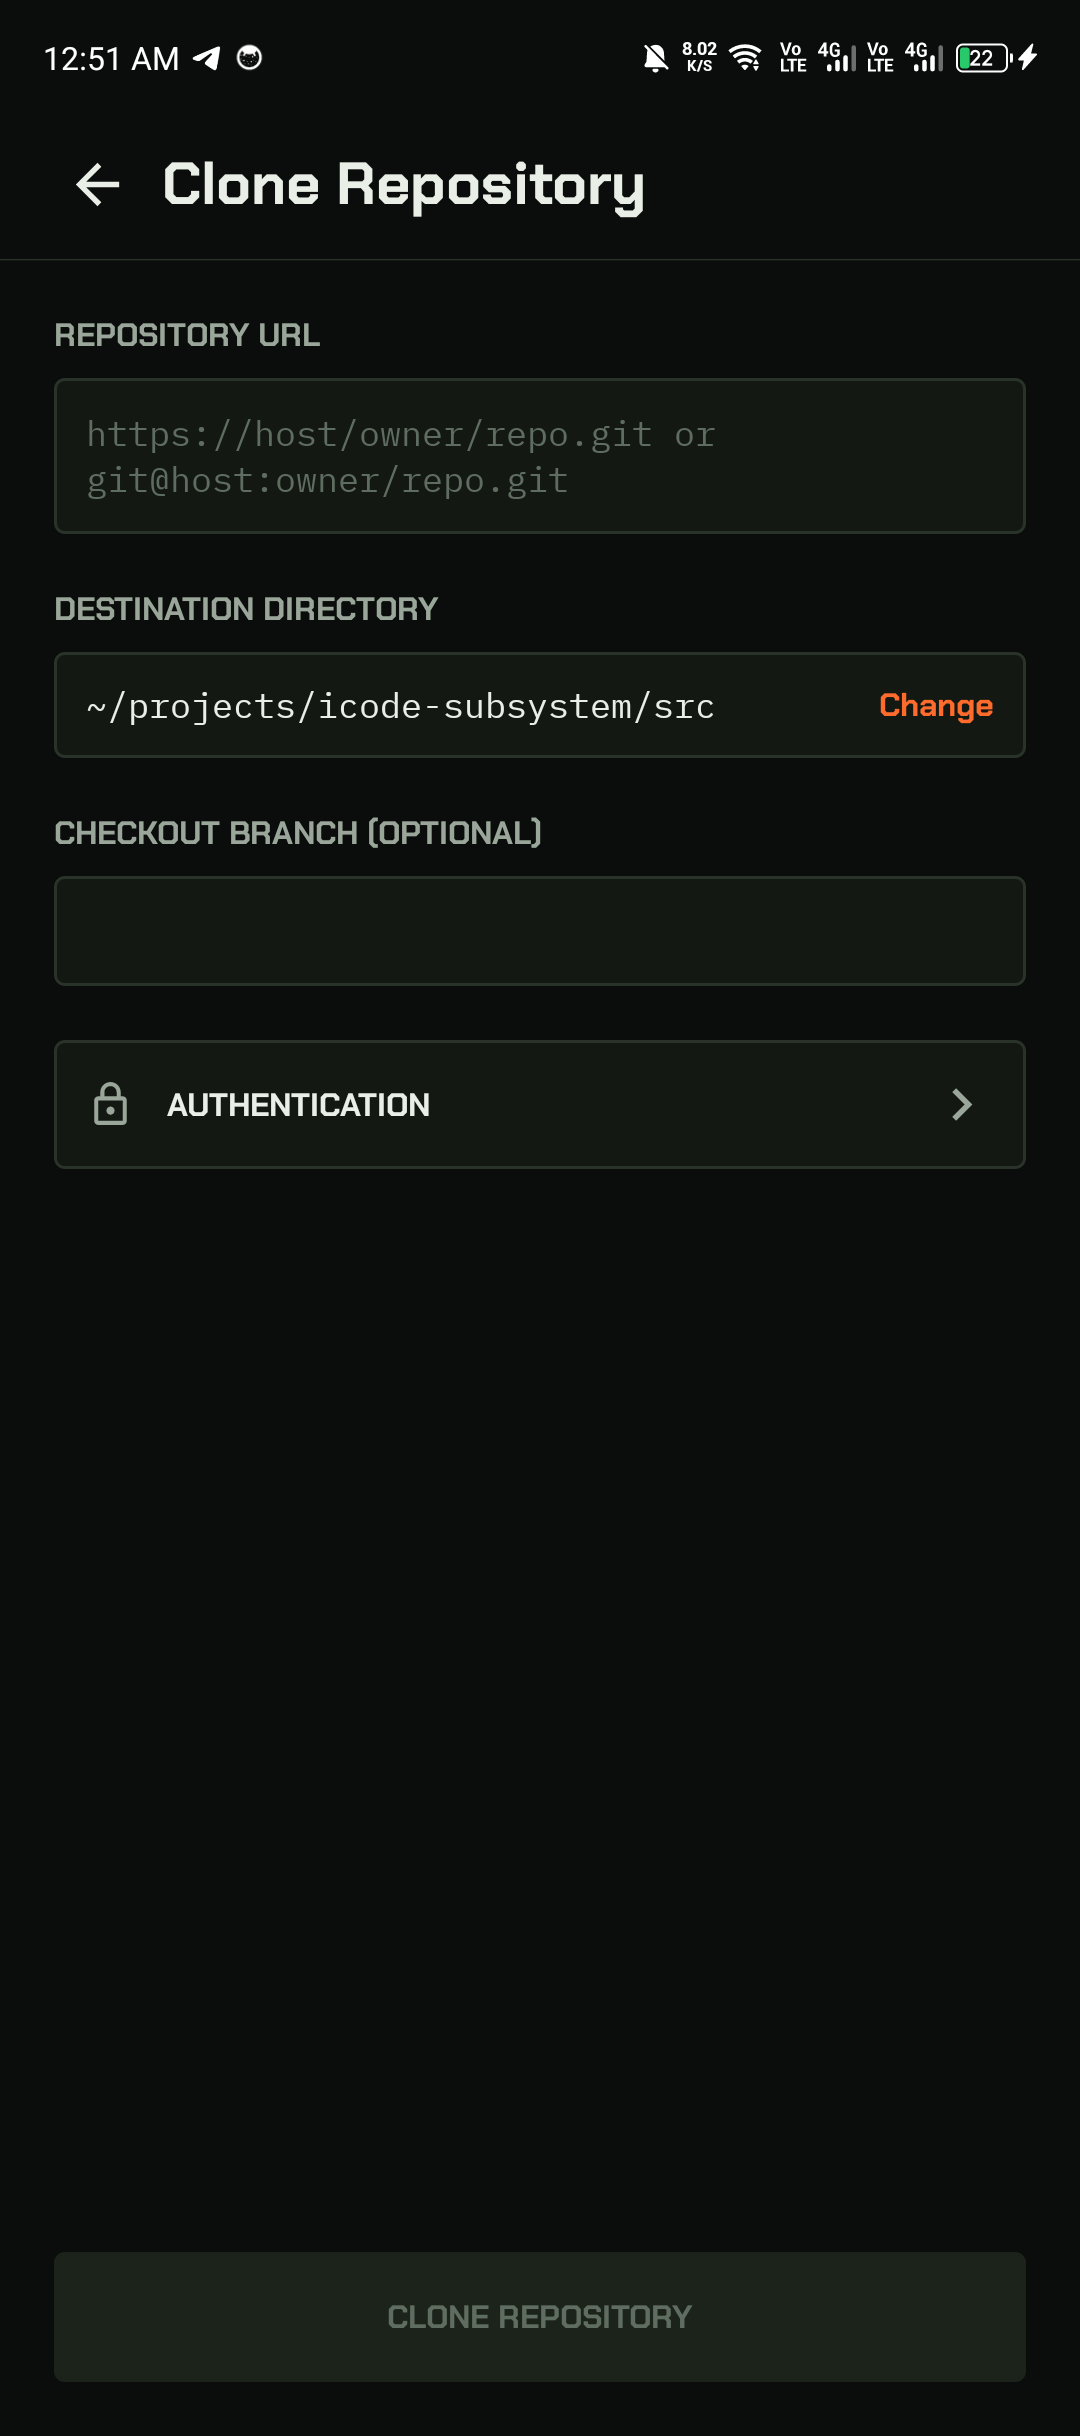 12:51 AM
8.02 K/S Vo LTE 4G Vo LTE 4G 22
Clone Repository
REPOSITORY URL
https://host/owner/repo.git or
git@host:owner/repo.git
DESTINATION DIRECTORY
~/projects/icode-subsystem/src Change
CHECKOUT BRANCH (OPTIONAL)
AUTHENTICATION
CLONE REPOSITORY